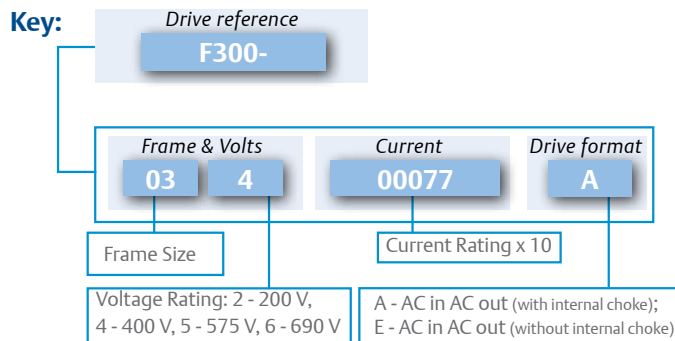 Key:
Drive reference
F300-
Frame & Volts
Current
Drive format
03
4
00077
A
Frame Size
Current Rating x 10
Voltage Rating: 2 - 200 V,
4 - 400 V, 5 - 575 V, 6 - 690 V
A - AC in AC out (with internal choke);
E - AC in AC out (without internal choke)